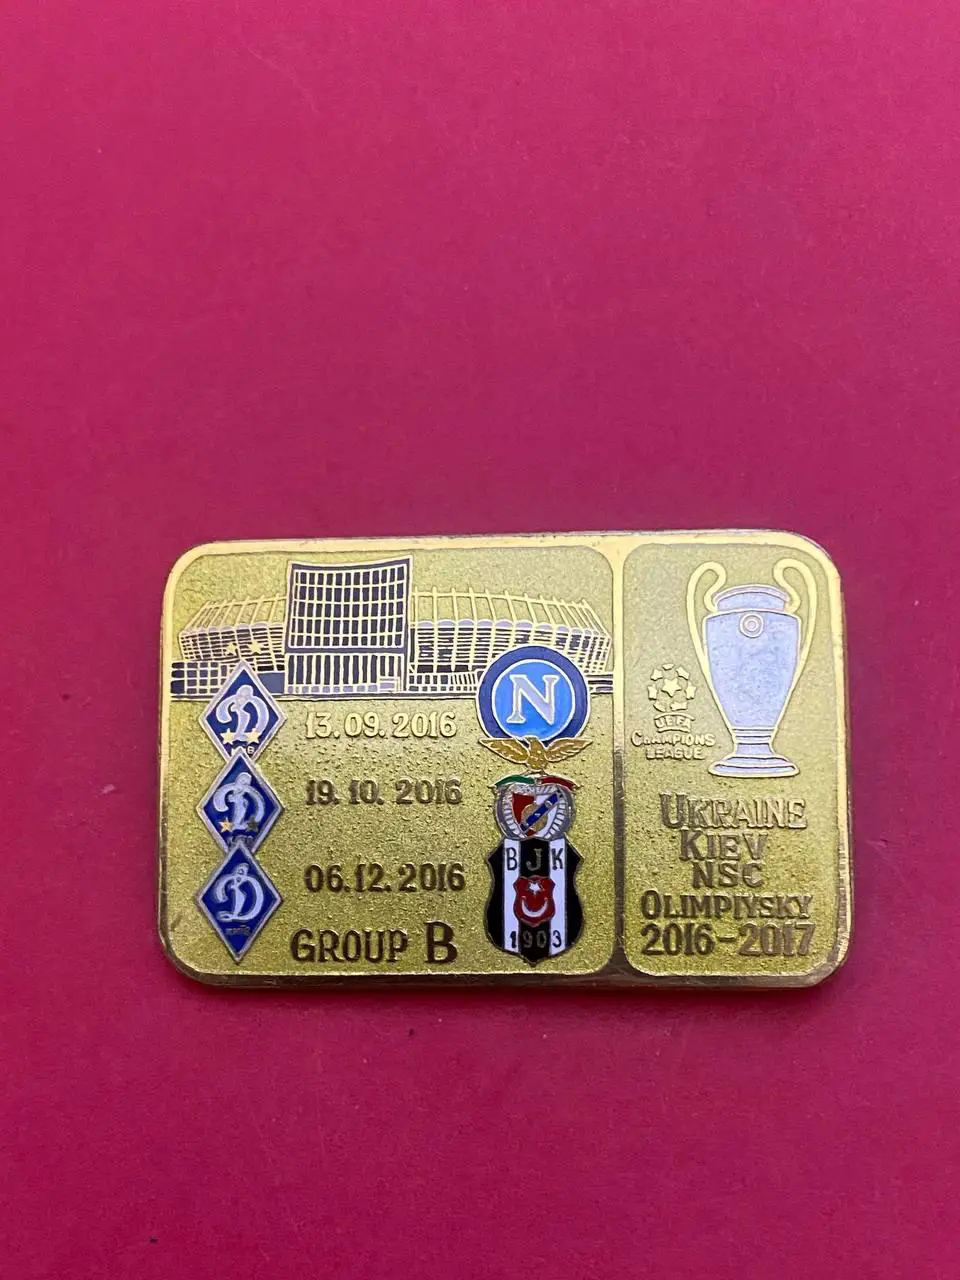 N
13.09.2016
19.10.2016
06.12.2016
GROUP B
B J K
1903
UEFA
CHAMPIONS
LEAGUE
UKRAINE
KIEV
NSC
OLIMPIYSKY
2016-2017